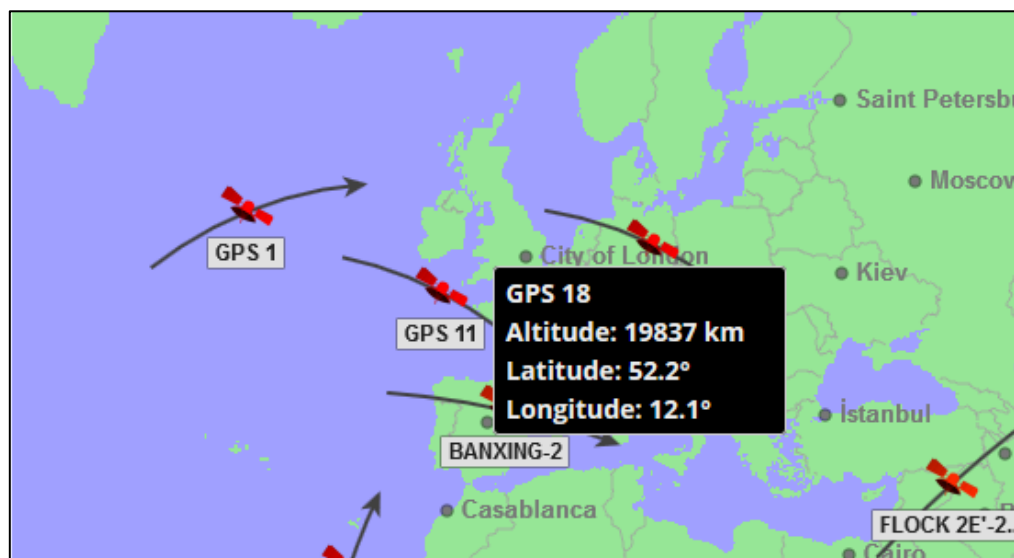 Saint Petersbu
Moscow
GPS 1
City of London
Kiev
GPS 18
Altitude: 19837 km
Latitude: 52.2°
Longitude: 12.1°
GPS 11
İstanbul
BANXING-2
Casablanca
FLOCK 2E'-2..
Cairo